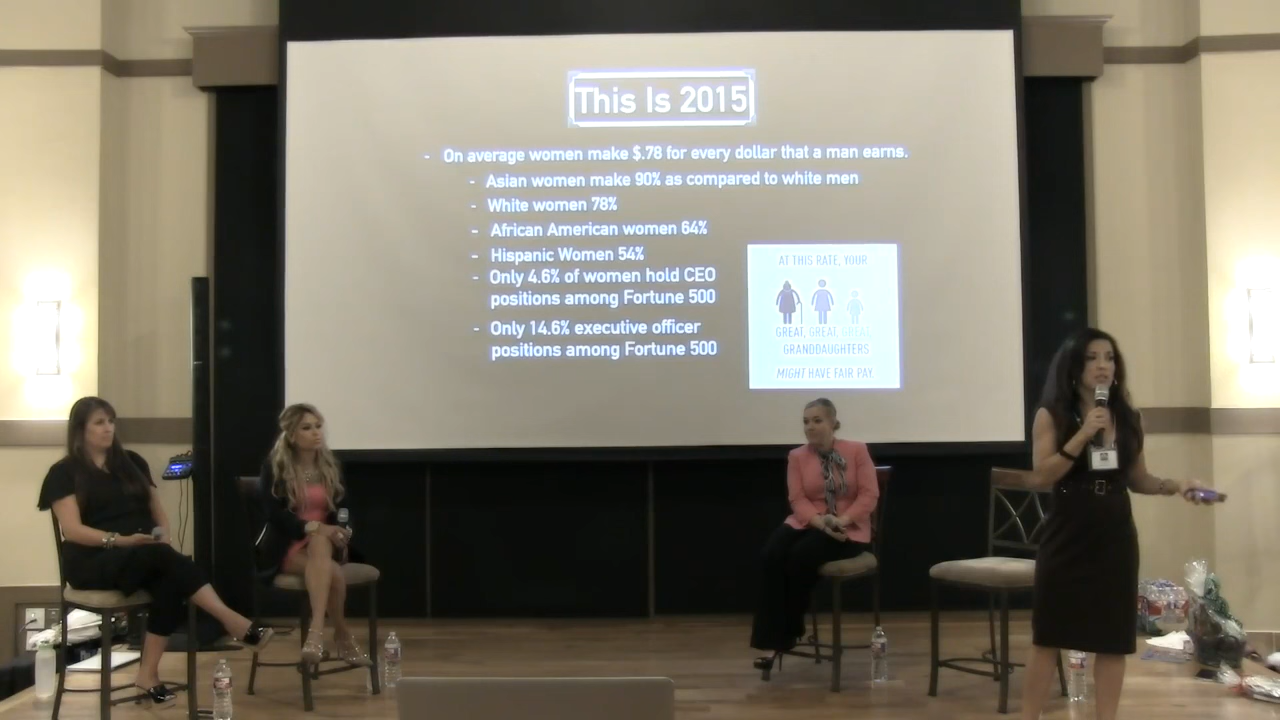 This Is 2015
- On average women make $.78 for every dollar that a man earns.
- Asian women make 90% as compared to white men
- White women 78%
- African American women 64%
- Hispanic Women 54%
- Only 4.6% of women hold CEO
positions among Fortune 500
- Only 14.6% executive officer
positions among Fortune 500
AT THIS RATE, YOUR
GREAT, GREAT, GREAT
GRANDDAUGHTERS
MIGHT HAVE FAIR PAY.